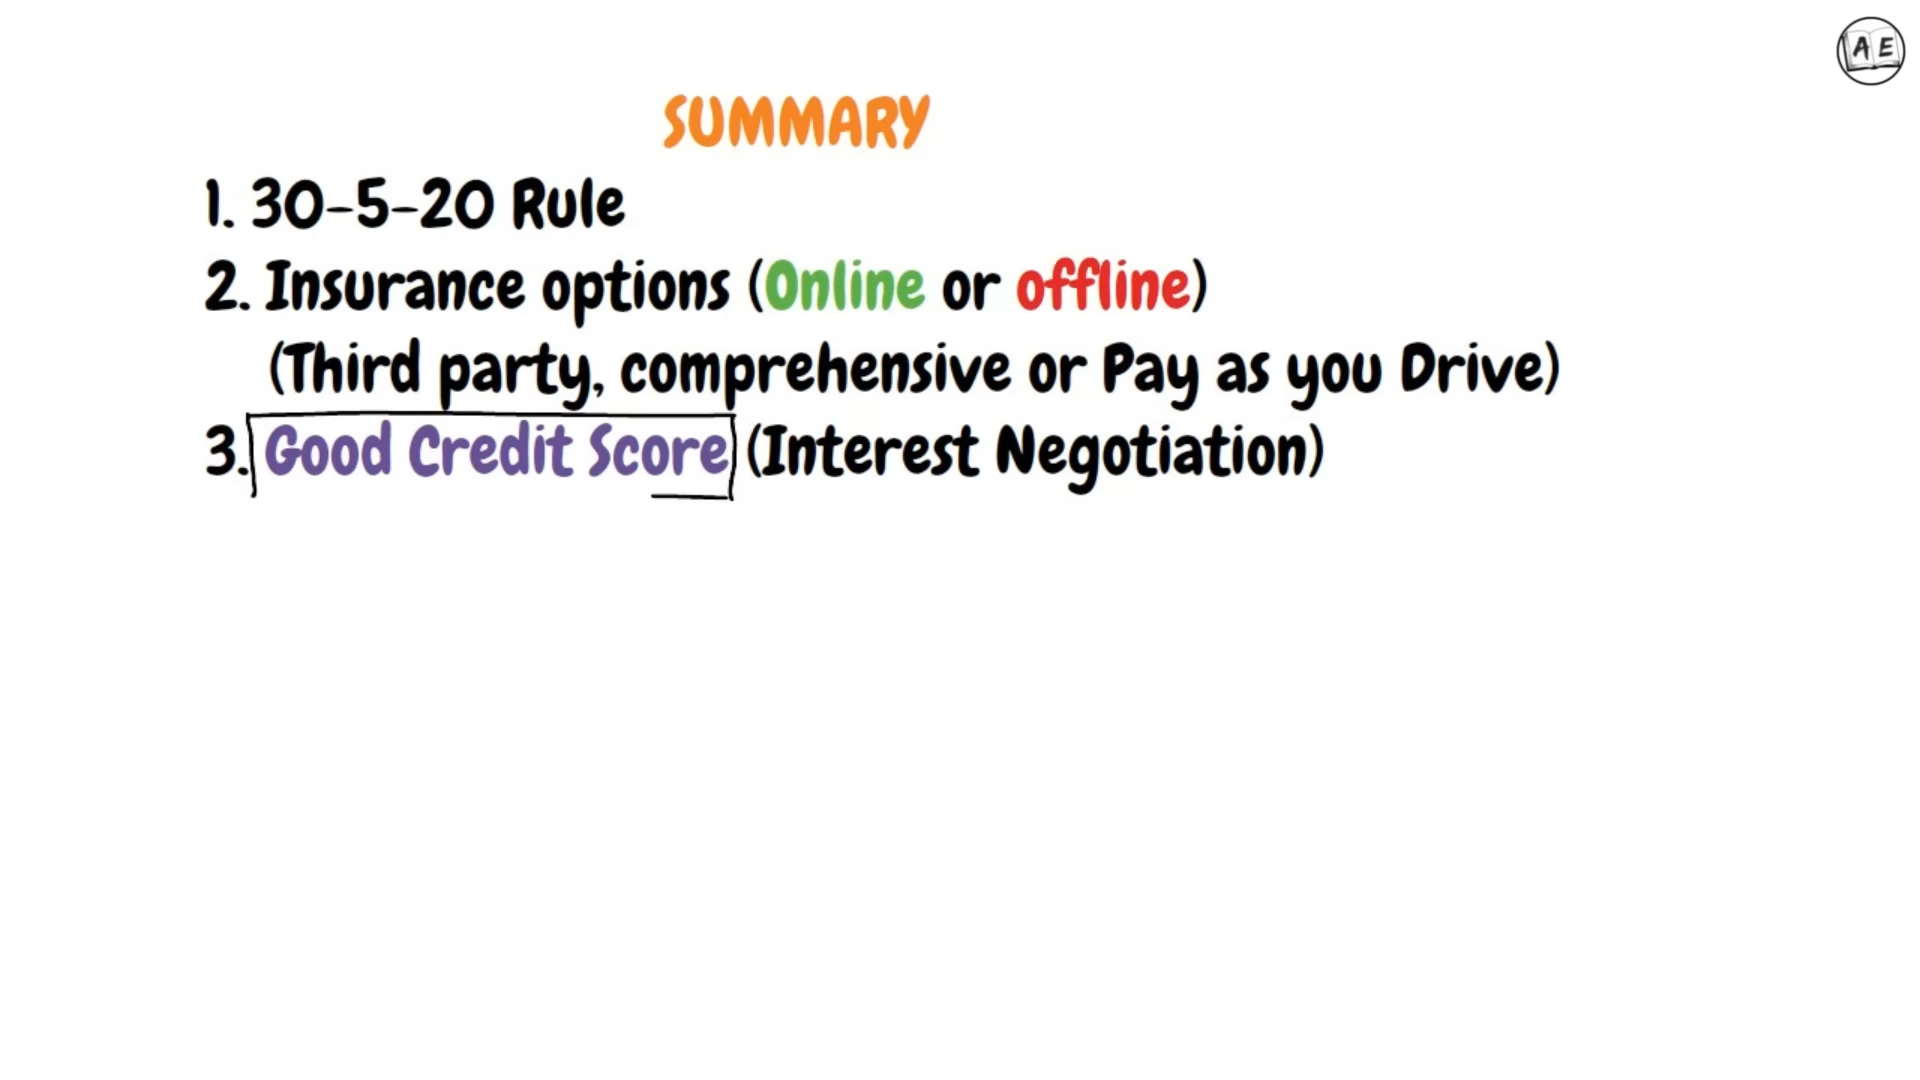 A E
SUMMARY
1. 30-5-20 Rule
2. Insurance options (Online or offline)
(Third party, comprehensive or Pay as you Drive)
3. Good Credit Score (Interest Negotiation)